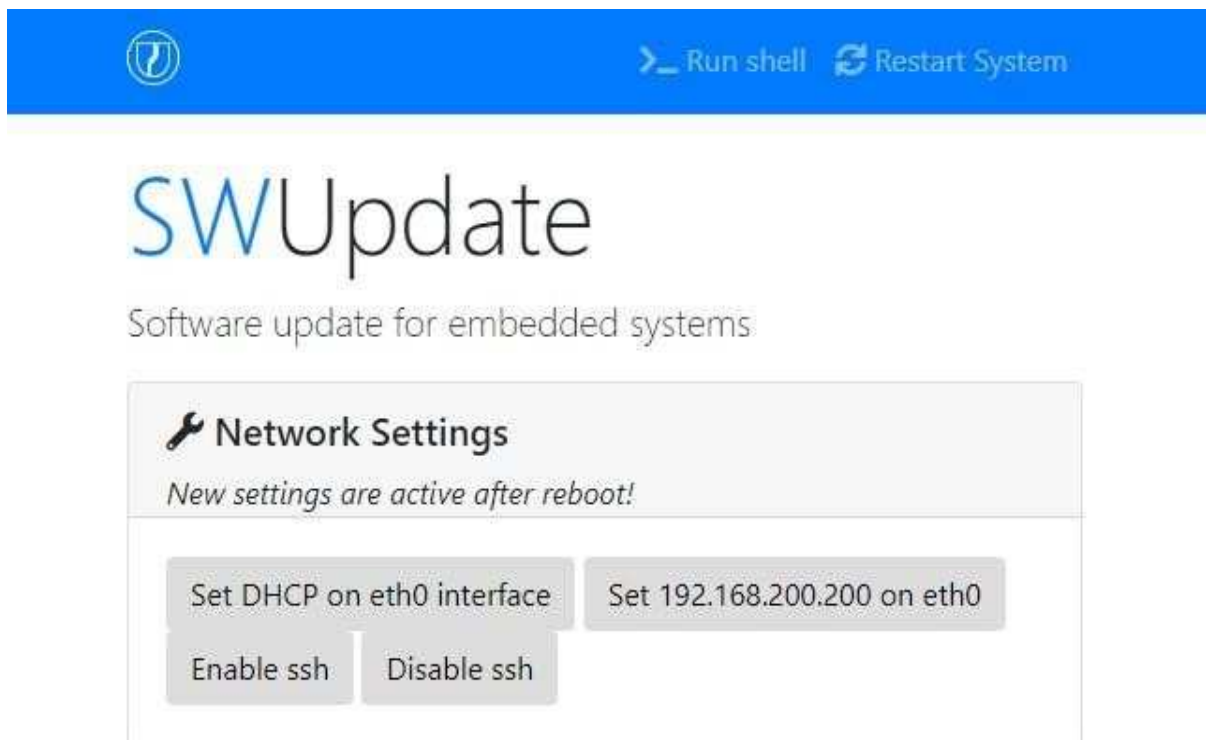 Run shell Restart System
SWUpdate
Software update for embedded systems
Network Settings
New settings are active after reboot!
Set DHCP on eth0 interface Set 192.168.200.200 on eth0
Enable ssh Disable ssh